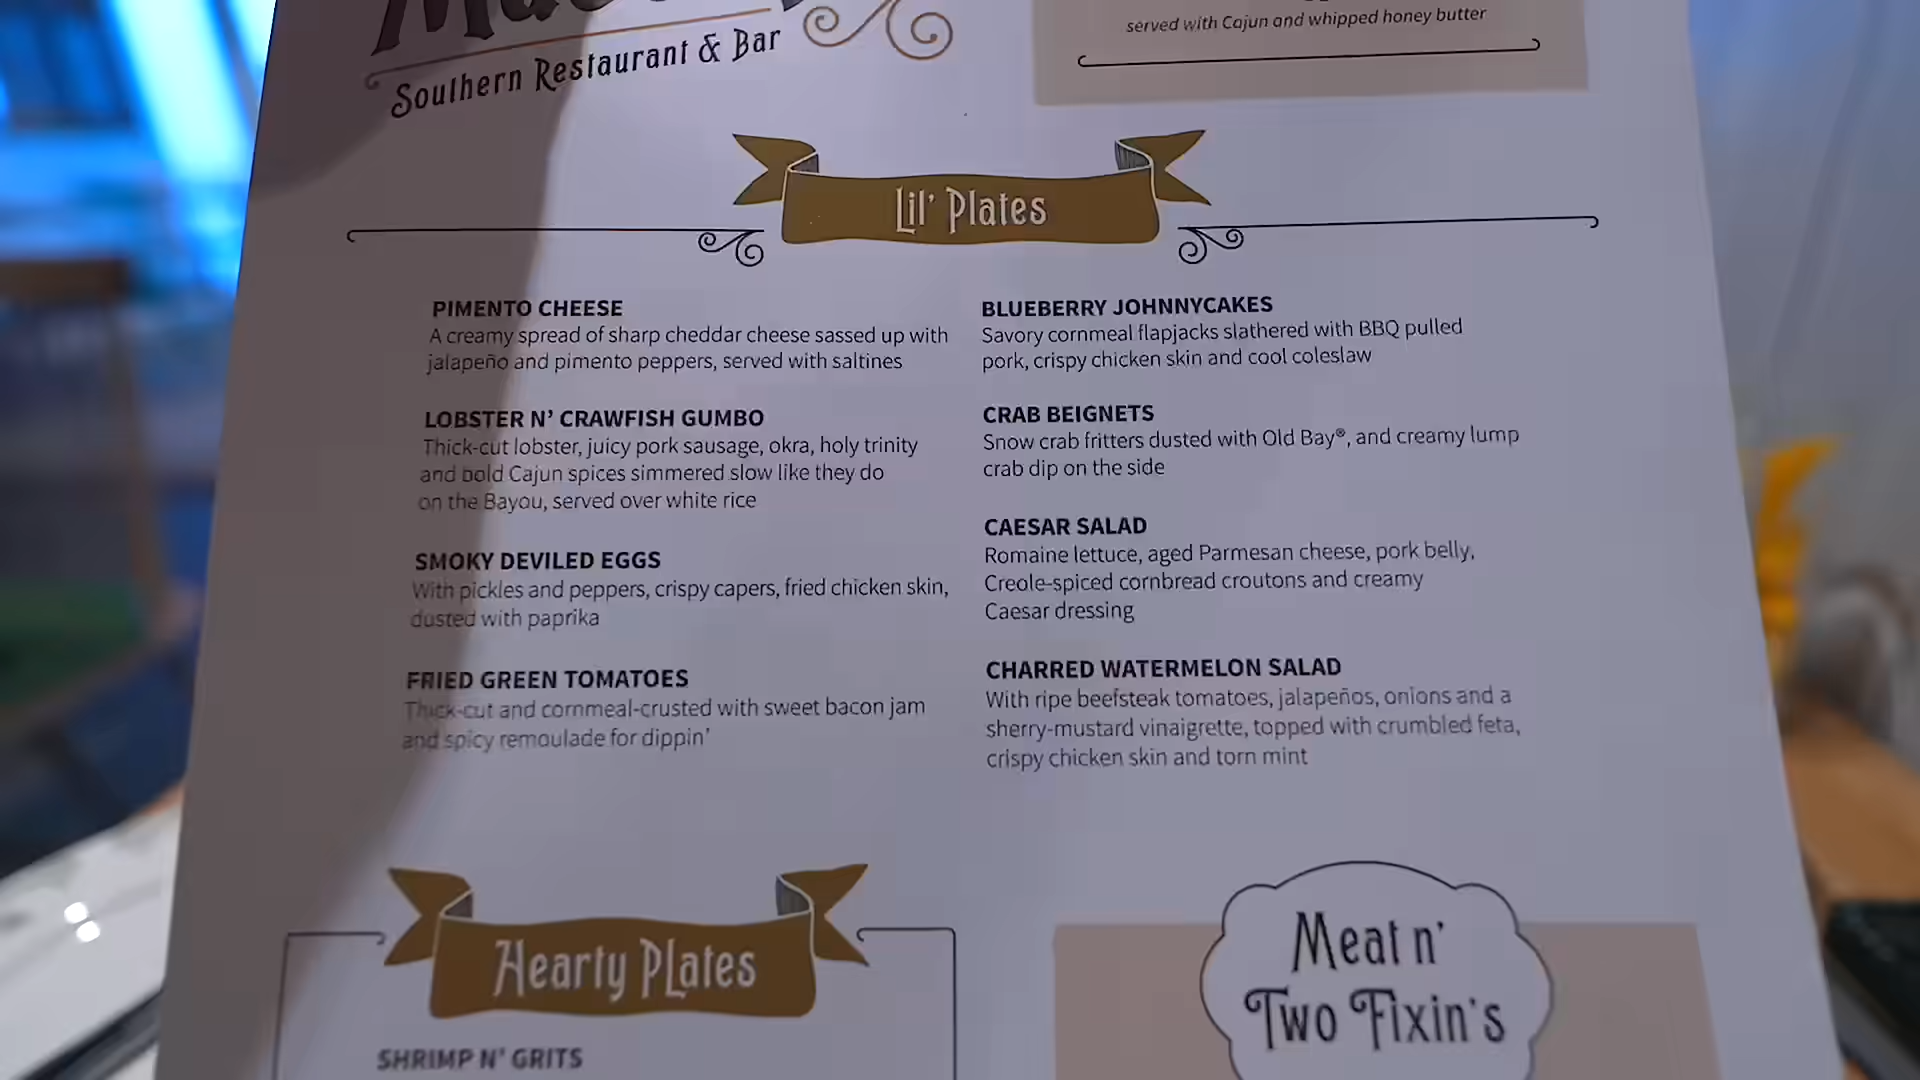 Southern Restaurant & Bar
served with Cajun and whipped honey butter
Lil' Plates
PIMENTO CHEESE
A creamy spread of sharp cheddar cheese sassed up with
jalapeño and pimento peppers, served with saltines
LOBSTER N' CRAWFISH GUMBO
Thick-cut lobster, juicy pork sausage, okra, holy trinity
and bold Cajun spices simmered slow like they do
on the Bayou, served over white rice
SMOKY DEVILED EGGS
With pickles and peppers, crispy capers, fried chicken skin,
dusted with paprika
FRIED GREEN TOMATOES
Thick-cut and cornmeal-crusted with sweet bacon jam
and spicy remoulade for dippin'
BLUEBERRY JOHNNYCAKES
Savory cornmeal flapjacks slathered with BBQ pulled
pork, crispy chicken skin and cool coleslaw
CRAB BEIGNETS
Snow crab fritters dusted with Old Bay®, and creamy lump
crab dip on the side
CAESAR SALAD
Romaine lettuce, aged Parmesan cheese, pork belly,
Creole-spiced cornbread croutons and creamy
Caesar dressing
CHARRED WATERMELON SALAD
With ripe beefsteak tomatoes, jalapeños, onions and a
sherry-mustard vinaigrette, topped with crumbled feta,
crispy chicken skin and torn mint
Hearty Plates
SHRIMP N' GRITS
Meat n'
Two Fixin's